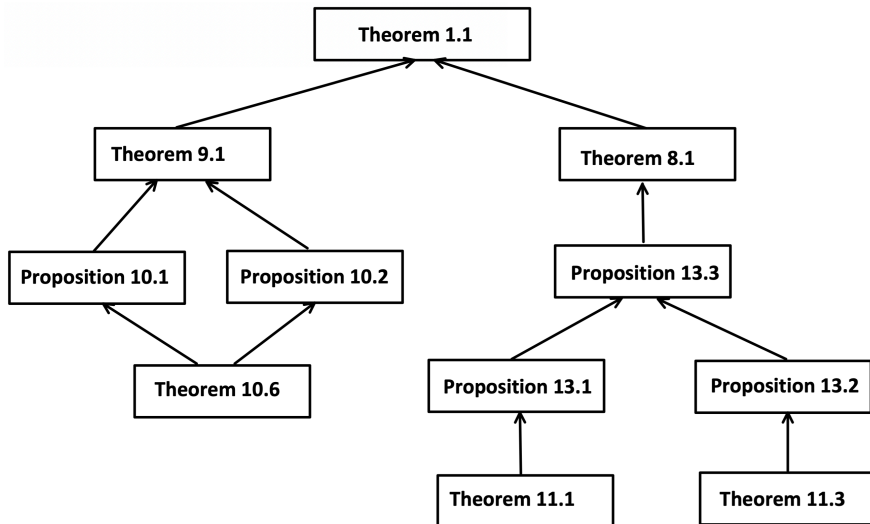 Theorem 1.1
Theorem 9.1
Theorem 8.1
Proposition 10.1
Proposition 10.2
Proposition 13.3
Theorem 10.6
Proposition 13.1
Proposition 13.2
Theorem 11.1
Theorem 11.3